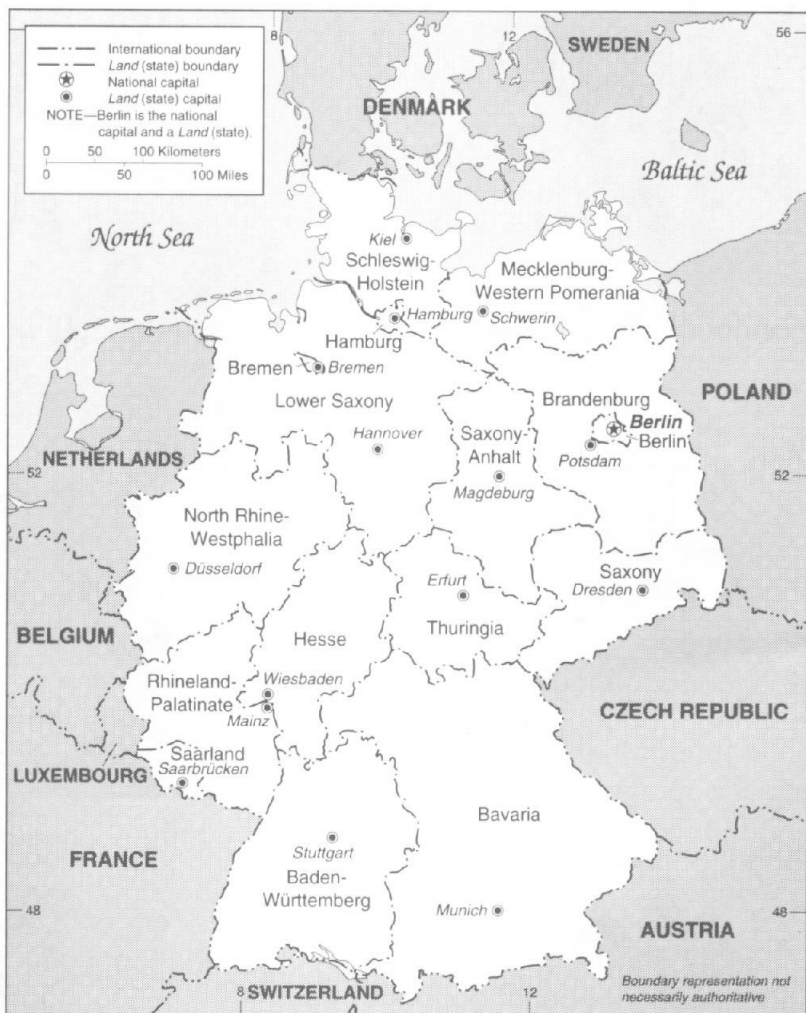 8
12
56
International boundary
Land (state) boundary
National capital
Land (state) capital
NOTE—Berlin is the national
capital and a Land (state).
0 50 100 Kilometers
0 50 100 Miles
SWEDEN
DENMARK
Baltic Sea
North Sea
Kiel
Schleswig-
Holstein
Mecklenburg-
Western Pomerania
Hamburg
Schwerin
Hamburg
Bremen
Bremen
Lower Saxony
Brandenburg
POLAND
Berlin
Berlin
Hannover
Saxony-
Anhalt
Potsdam
NETHERLANDS
52
52
Magdeburg
North Rhine-
Westphalia
Düsseldorf
Erfurt
Saxony
Dresden
Thuringia
BELGIUM
Hesse
Wiesbaden
Rhineland-
Palatinate
Mainz
CZECH REPUBLIC
Saarland
Saarbrücken
LUXEMBOURG
Bavaria
FRANCE
Stuttgart
Baden-
Württemberg
Munich
48
48
AUSTRIA
SWITZERLAND
8
12
Boundary representation not
necessarily authoritative